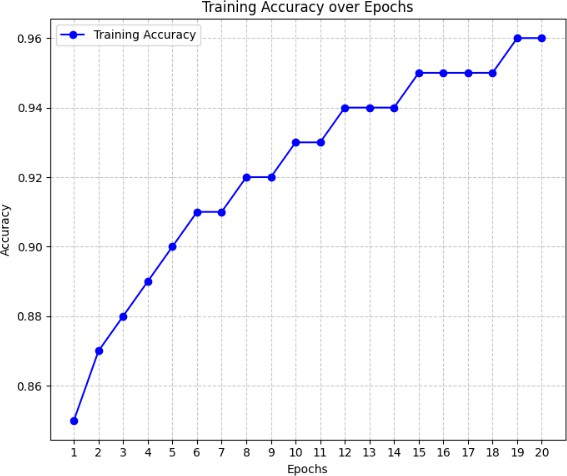 Training Accuracy over Epochs
Training Accuracy
0.96
0.94
0.92
0.90
0.88
0.86
Accuracy
1 2 3 4 5 6 7 8 9 10 11 12 13 14 15 16 17 18 19 20
Epochs